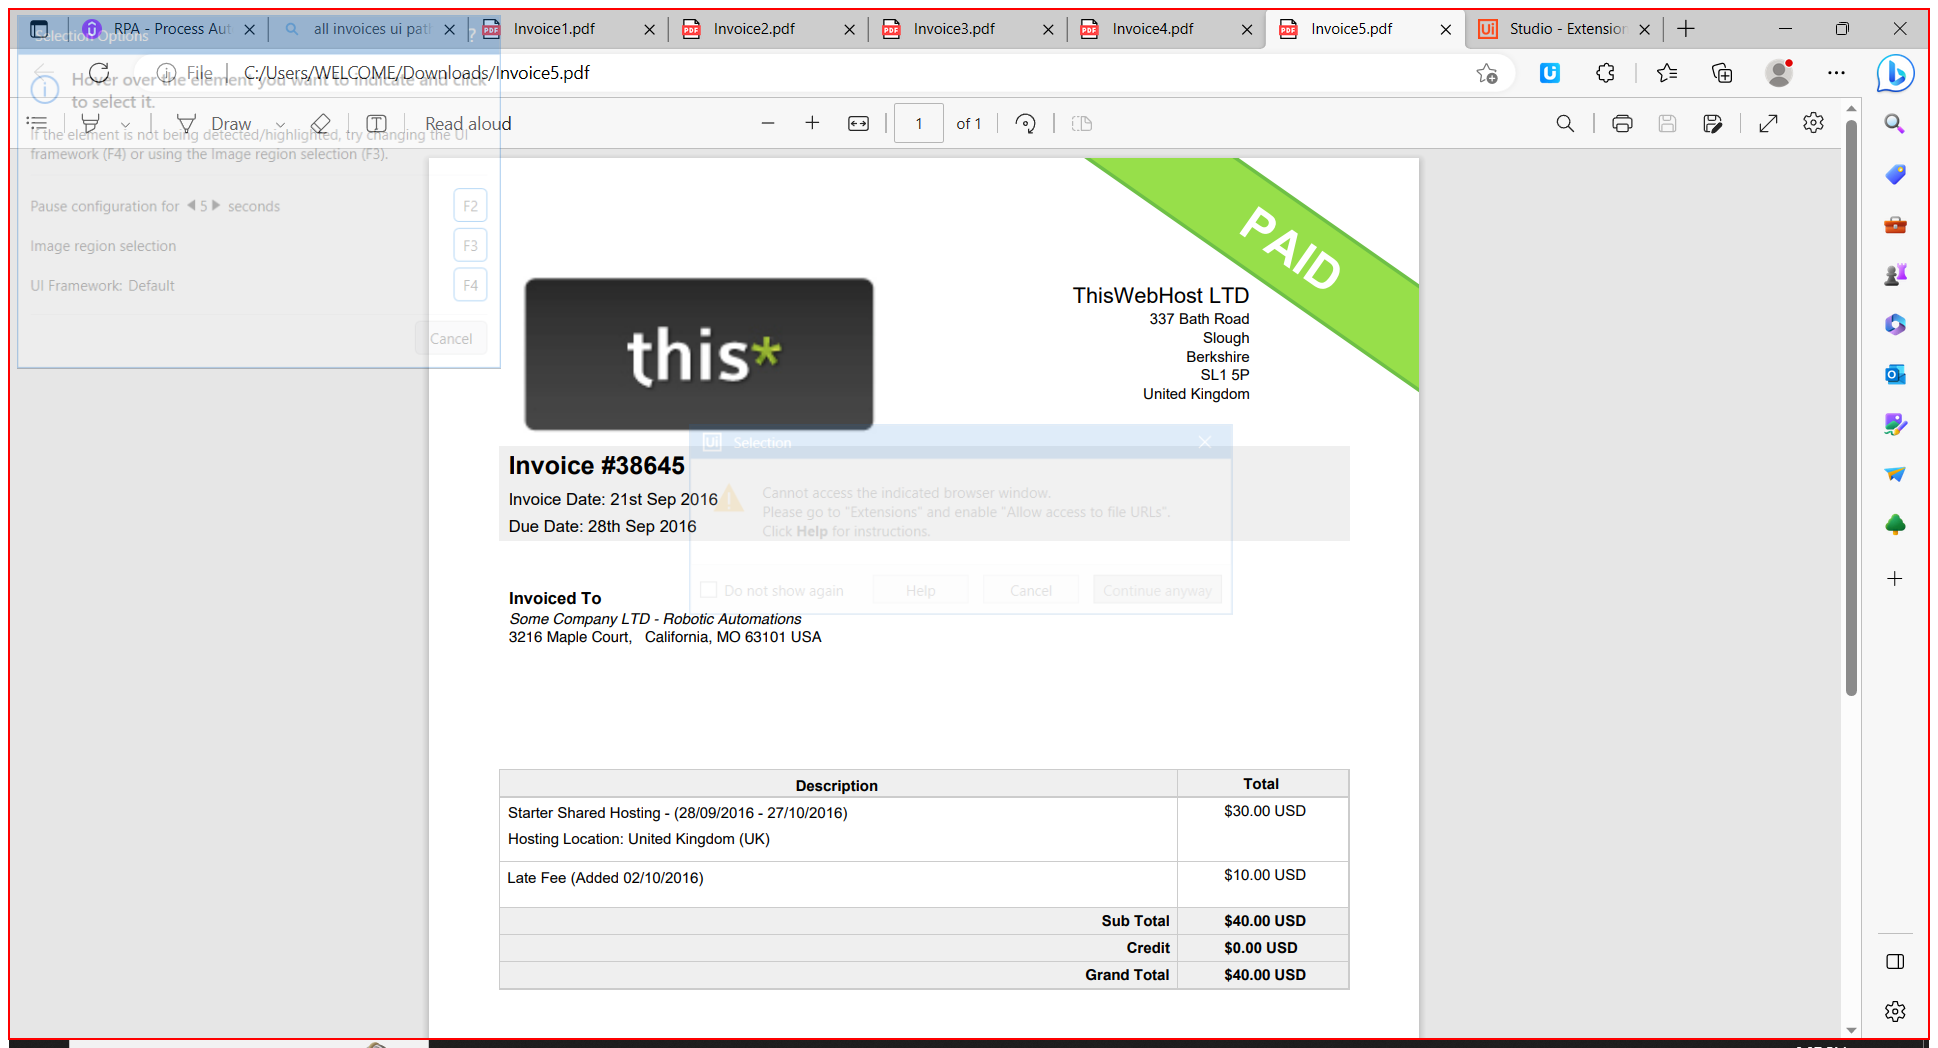 RPA - Process Aut
all invoices ui pat
Invoice1.pdf
Invoice2.pdf
Invoice3.pdf
Invoice4.pdf
Invoice5.pdf
Ui
Studio - Extension
Selection Options
?
File
C:/Users/WELCOME/Downloads/Invoice5.pdf
Hover over the element you want to indicate and click
to select it.
Draw
Read aloud
1
of 1
If the element is not being detected/highlighted, try changing the UI
framework (F4) or using the Image region selection (F3).
Pause configuration for 5 seconds
F2
Image region selection
F3
UI Framework: Default
F4
Cancel
PAID
this*
ThisWebHost LTD
337 Bath Road
Slough
Berkshire
SL1 5P
United Kingdom
Ui Selection
Invoice #38645
Invoice Date: 21st Sep 2016
Due Date: 28th Sep 2016
Cannot access the indicated browser window.
Please go to "Extensions" and enable "Allow access to file URLs".
Click Help for instructions.
Do not show again
Help
Cancel
Continue anyway
Invoiced To
Some Company LTD - Robotic Automations
3216 Maple Court, California, MO 63101 USA
Description Total
Starter Shared Hosting - (28/09/2016 - 27/10/2016) $30.00 USD
Hosting Location: United Kingdom (UK)
Late Fee (Added 02/10/2016) $10.00 USD
Sub Total $40.00 USD
Credit $0.00 USD
Grand Total $40.00 USD